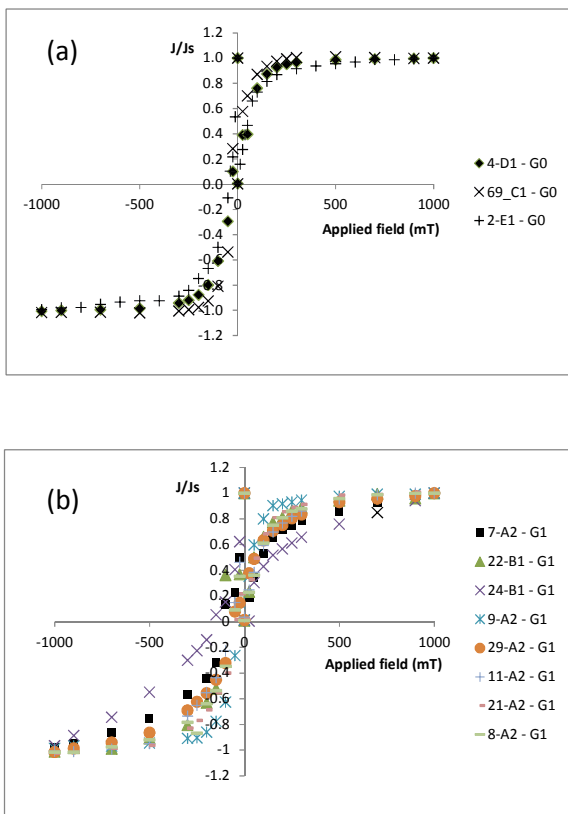 (a)
J/Js
1.2
1.0
0.8
0.6
0.4
0.2
0.0
-0.2
-0.4
-0.6
-0.8
-1.0
-1.2
-1000
-500
0
500
1000
Applied field (mT)
4-D1 - G0
69_C1 - G0
2-E1 - G0
(b)
J/Js
1.2
1
0.8
0.6
0.4
0.2
0
-0.2
-0.4
-0.6
-0.8
-1
-1.2
-1000
-500
0
500
1000
Applied field (mT)
7-A2 - G1
22-B1 - G1
24-B1 - G1
9-A2 - G1
29-A2 - G1
11-A2 - G1
21-A2 - G1
8-A2 - G1